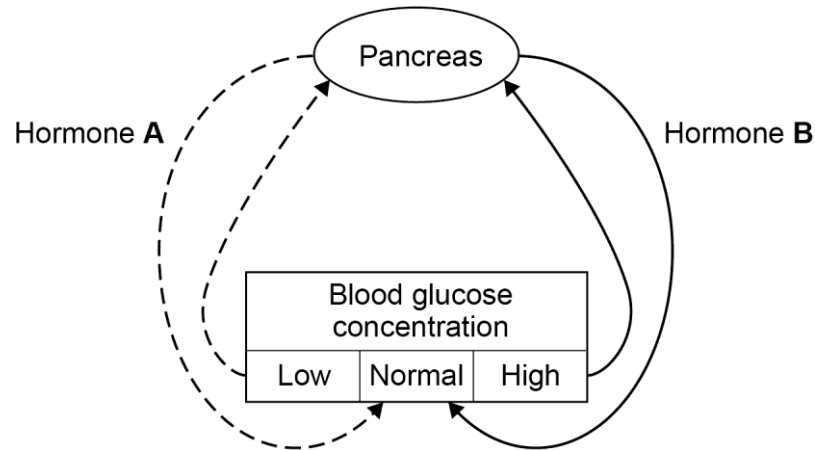 Pancreas
Hormone A
Hormone B
Blood glucose
concentration
Low
Normal
High